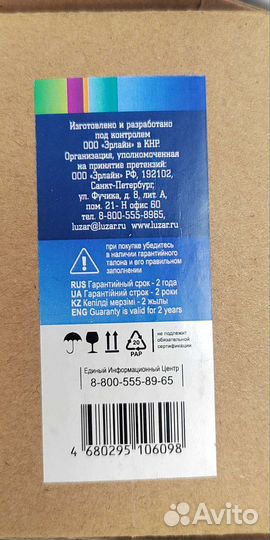 Изготовлено и разработано
под контролем
ООО «Эрлайн» в КНР.
Организация, уполномоченная
на принятие претензий:
ООО «Эрлайн» РФ, 192102,
Санкт-Петербург,
ул. Фучика, д. 8, лит А,
пом. 21- Н офис 60
т. 8-800-555-8965,
luzar@luzar.ru www.luzar.ru
при покупке убедитесь
в наличии гарантийного
талона и его правильном
заполнении
RUS Гарантийный срок - 2 года
UA Гарантійний строк - 2 роки
KZ Кепілді мерзімі - 2 жылы
ENG Guaranty is valid for 2 years
20
PAP
не подлежит
обязательной
сертификации
Единый Информационный Центр
8-800-555-89-65
4 680295 106098
Avito